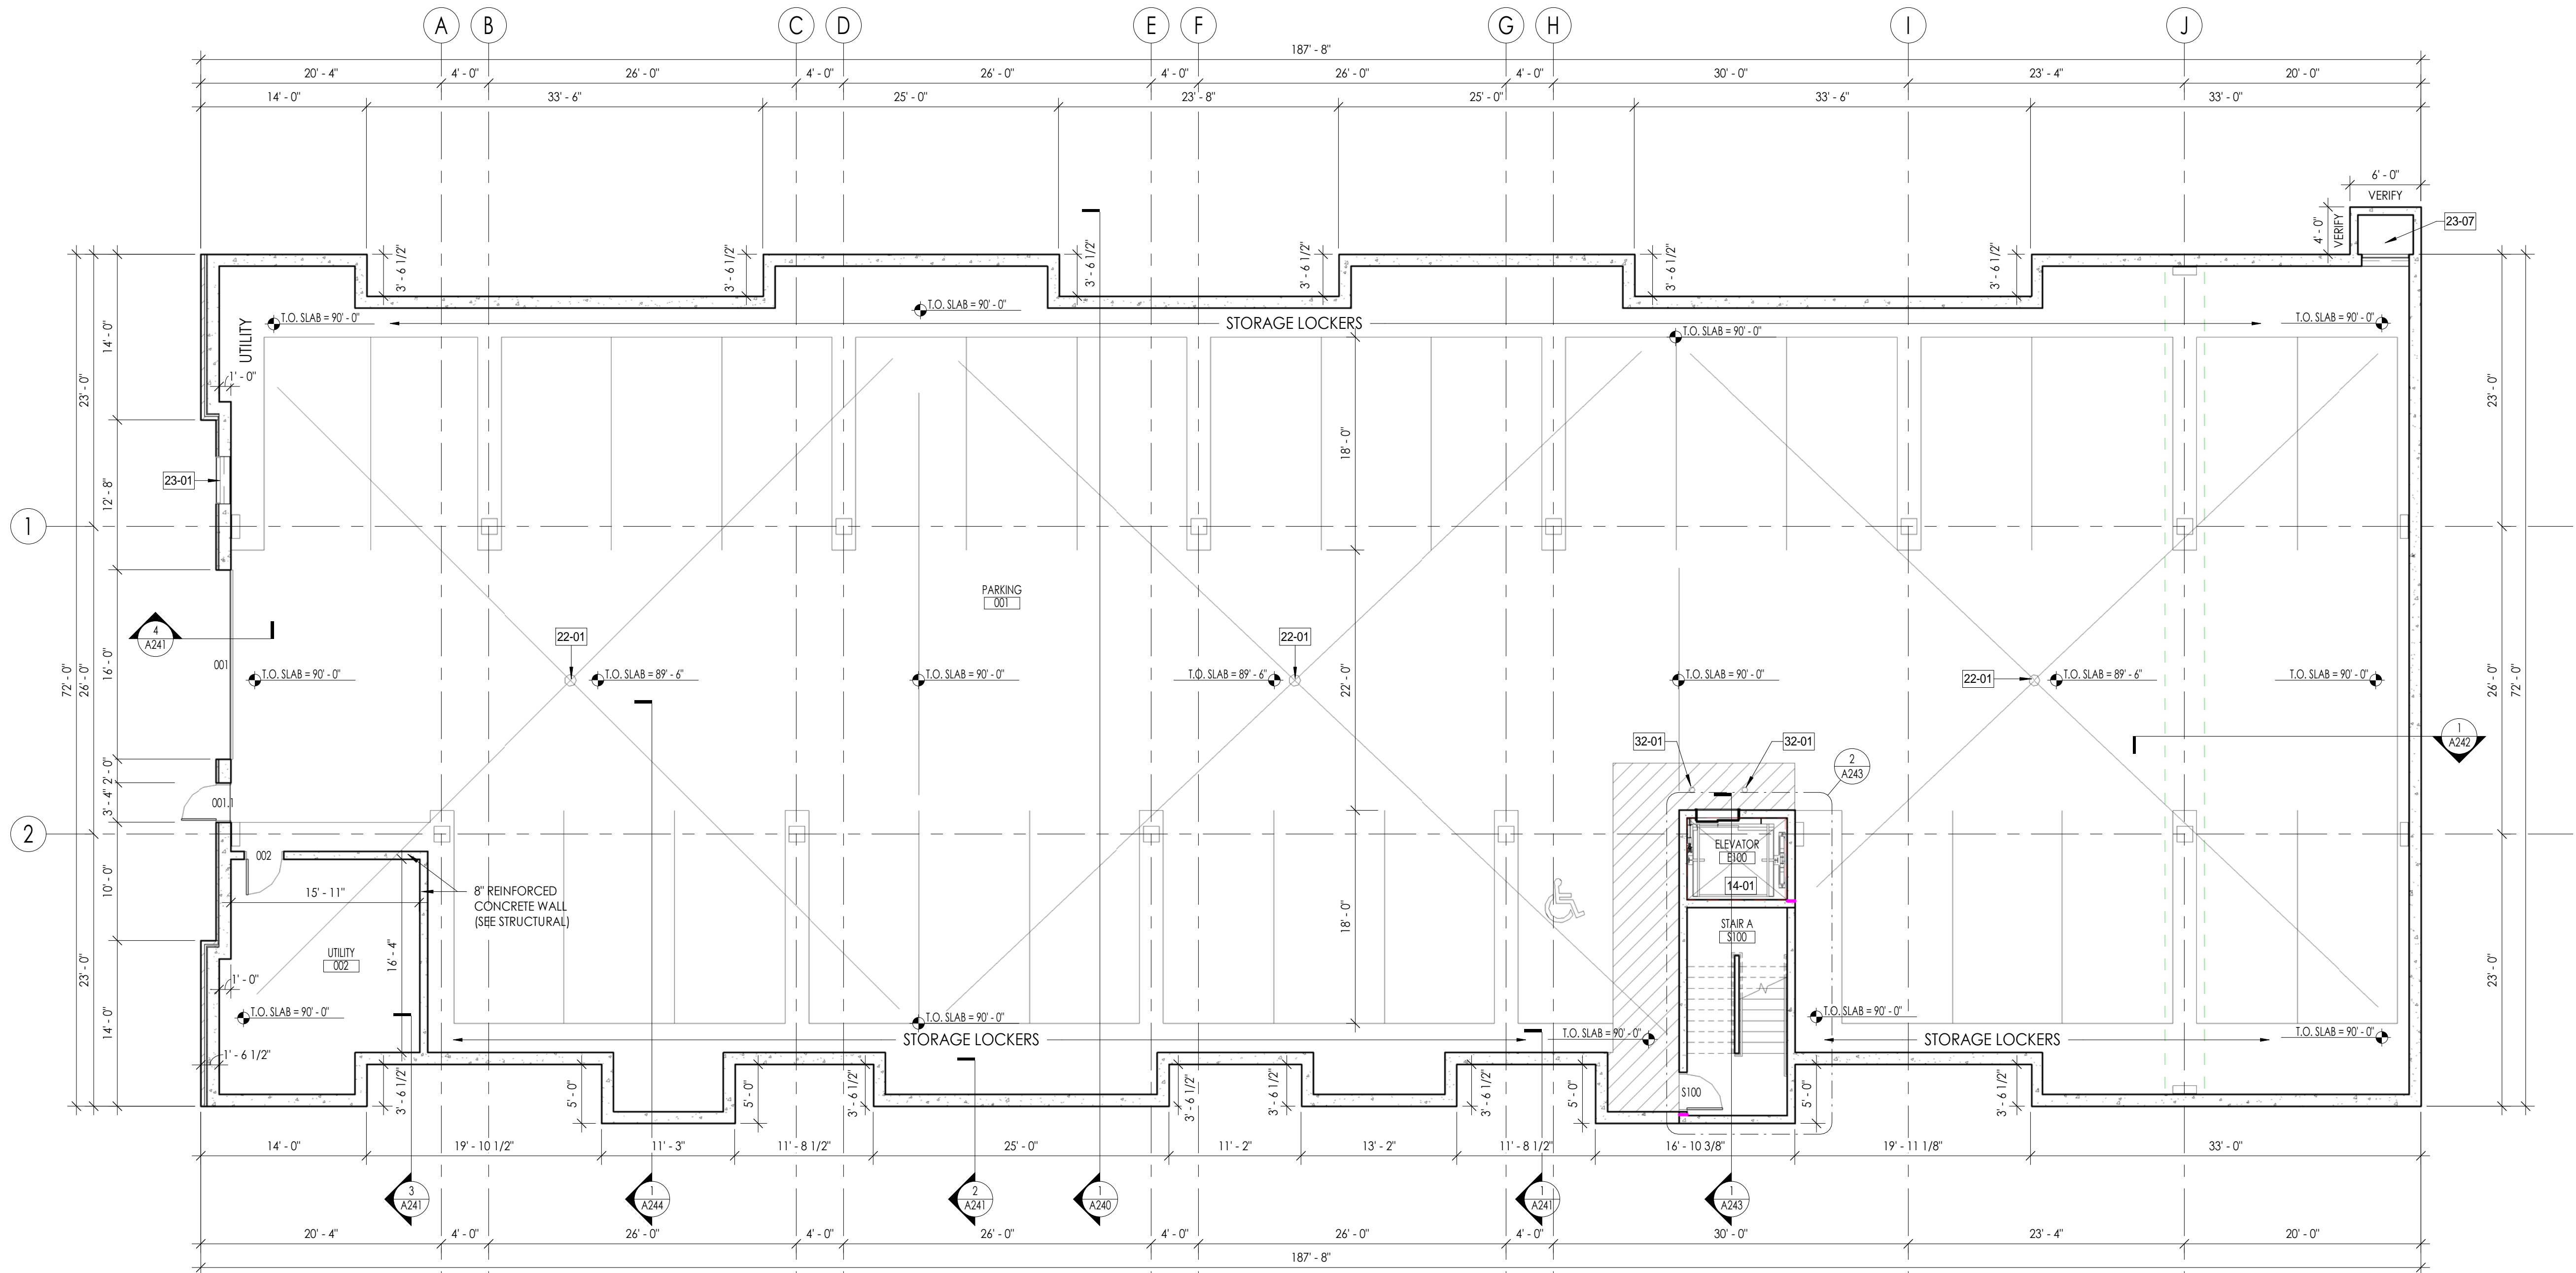 A B C D E F G H I J
187' - 8"
20' - 4" 4' - 0" 26' - 0" 4' - 0" 26' - 0" 4' - 0" 26' - 0" 4' - 0" 30' - 0" 23' - 4" 20' - 0"
14' - 0" 33' - 6" 25' - 0" 23' - 8" 25' - 0" 33' - 6" 33' - 0"
6' - 0"
VERIFY
4' - 0"
VERIFY
23-07
3' - 6 1/2" 3' - 6 1/2" 3' - 6 1/2" 3' - 6 1/2" 3' - 6 1/2" 3' - 6 1/2"
T.O. SLAB = 90' - 0"
T.O. SLAB = 90' - 0"
STORAGE LOCKERS
T.O. SLAB = 90' - 0"
T.O. SLAB = 90' - 0"
UTILITY
1' - 0"
14' - 0"
23' - 0"
18' - 0"
23' - 0"
23-01
12' - 8"
1
PARKING
001
4
A241
22-01
22-01
22-01
001
16' - 0"
72' - 0"
26' - 0"
22' - 0"
26' - 0"
72' - 0"
T.O. SLAB = 90' - 0"
T.O. SLAB = 89' - 6"
T.O. SLAB = 90' - 0"
T.O. SLAB = 89' - 6"
T.O. SLAB = 90' - 0"
T.O. SLAB = 89' - 6"
T.O. SLAB = 90' - 0"
32-01
32-01
2
A243
1
A242
2' - 0"
3' - 4"
001.1
2
002
ELEVATOR
E100
14-01
15' - 11"
8" REINFORCED
CONCRETE WALL
(SEE STRUCTURAL)
10' - 0"
18' - 0"
STAIR A
S100
UTILITY
002
16' - 4"
1' - 0"
23' - 0"
23' - 0"
14' - 0"
T.O. SLAB = 90' - 0"
T.O. SLAB = 90' - 0"
STORAGE LOCKERS
T.O. SLAB = 90' - 0"
T.O. SLAB = 90' - 0"
STORAGE LOCKERS
T.O. SLAB = 90' - 0"
1' - 6 1/2"
S100
3' - 6 1/2" 5' - 0" 5' - 0" 3' - 6 1/2" 3' - 6 1/2" 3' - 6 1/2" 3' - 6 1/2" 5' - 0" 5' - 0" 3' - 6 1/2"
14' - 0" 19' - 10 1/2" 11' - 3" 11' - 8 1/2" 25' - 0" 11' - 2" 13' - 2" 11' - 8 1/2" 16' - 10 3/8" 19' - 11 1/8" 33' - 0"
3 1 2 1 1 1
A241 A244 A241 A240 A241 A243
20' - 4" 4' - 0" 26' - 0" 4' - 0" 26' - 0" 4' - 0" 26' - 0" 4' - 0" 30' - 0" 23' - 4" 20' - 0"
187' - 8"